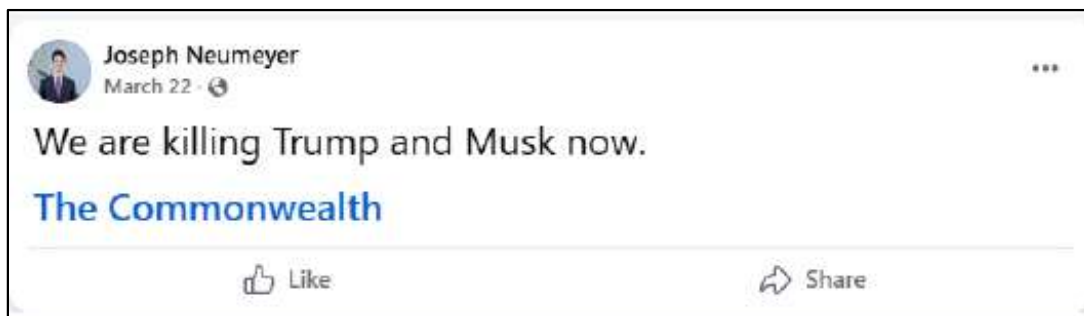 Joseph Neumeyer
March 22 ·
•••
We are killing Trump and Musk now.
The Commonwealth
Like
Share